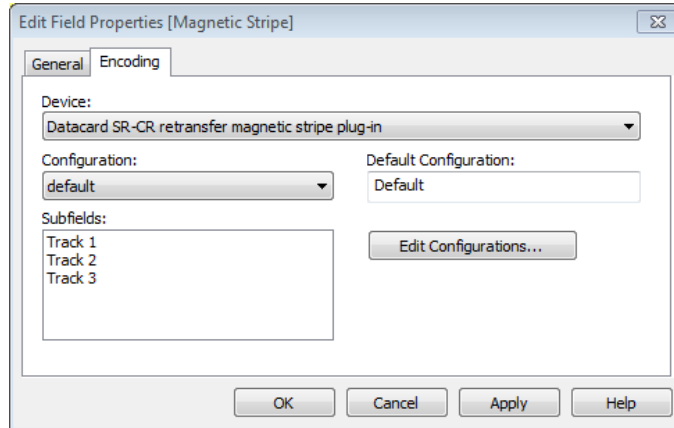 Edit Field Properties [Magnetic Stripe]
General
Encoding
Device:
Datacard SR-CR retransfer magnetic stripe plug-in
Configuration:
Default Configuration:
default
Default
Subfields:
Track 1
Track 2
Track 3
Edit Configurations...
OK
Cancel
Apply
Help